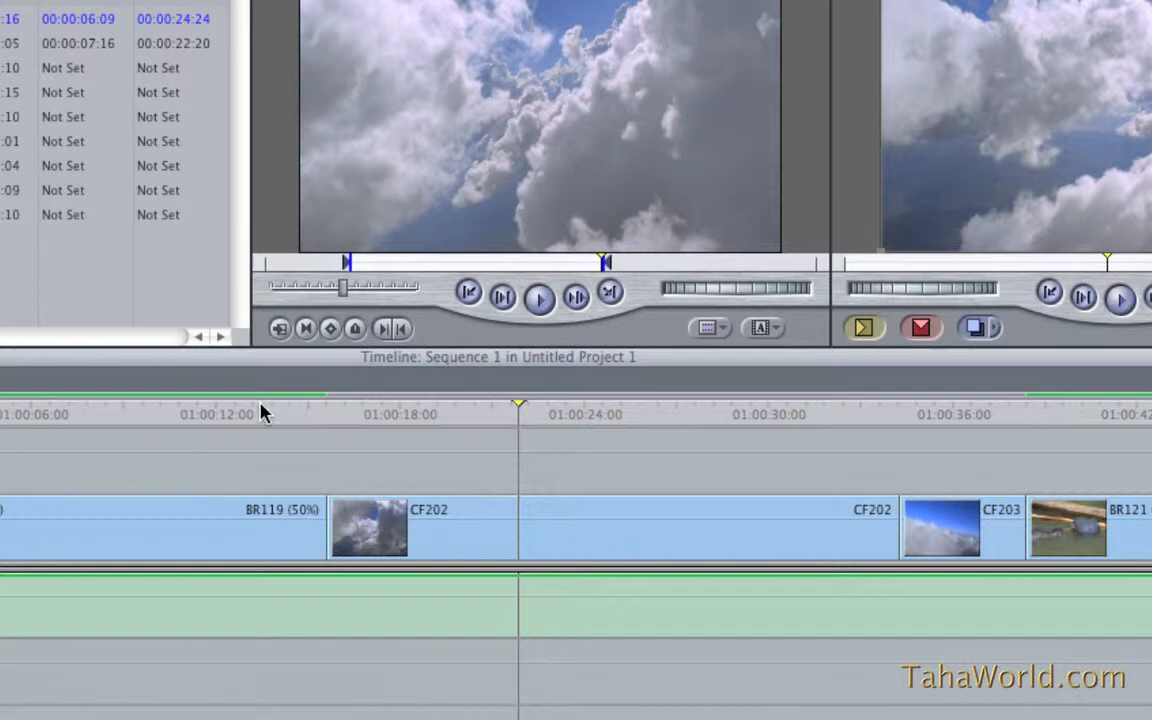 :16 00:00:06:09 00:00:24:24
:05 00:00:07:16 00:00:22:20
:10 Not Set Not Set
:15 Not Set Not Set
:10 Not Set Not Set
:01 Not Set Not Set
:04 Not Set Not Set
:09 Not Set Not Set
:10 Not Set Not Set
Timeline: Sequence 1 in Untitled Project 1
01:00:06:00 01:00:12:00 01:00:18:00 01:00:24:00 01:00:30:00 01:00:36:00 01:00:42
) BR119 (50%) CF202 CF202 CF203 BR121
TahaWorld.com